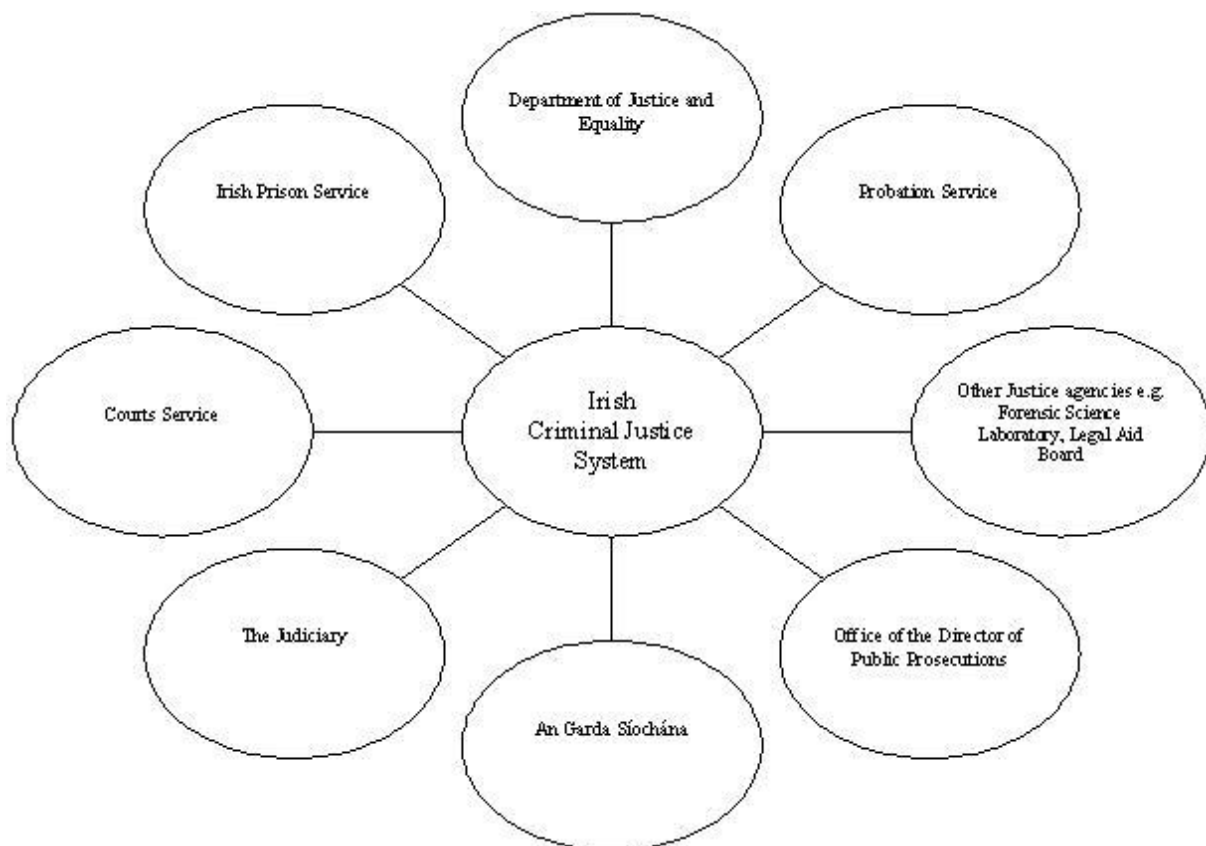 Department of Justice and
Equality
Irish Prison Service
Probation Service
Courts Service
Irish
Criminal Justice
System
Other Justice agencies e.g.
Forensic Science
Laboratory, Legal Aid
Board
The Judiciary
Office of the Director of
Public Prosecutions
An Garda Síochána